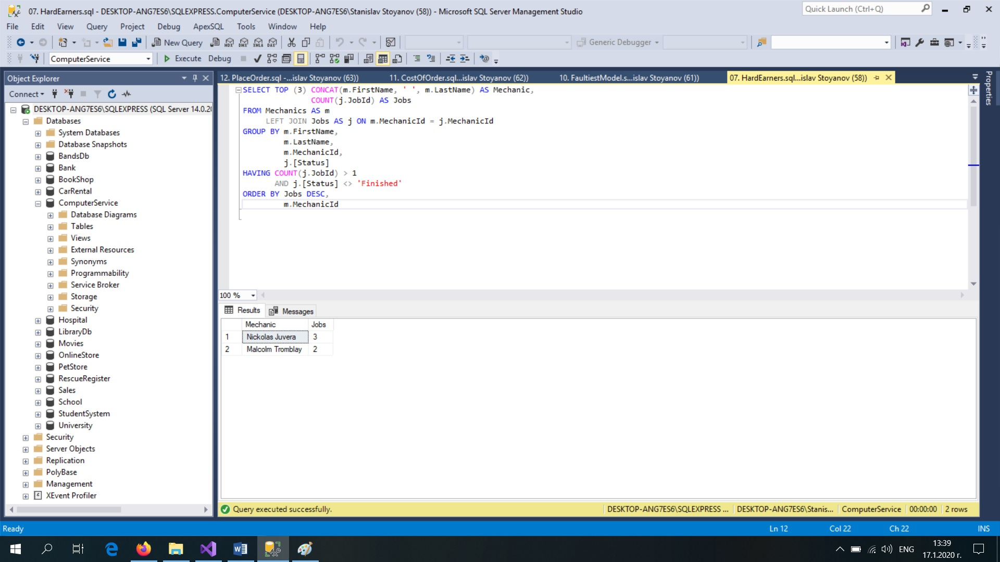 07. HardEarners.sql - DESKTOP-ANG7ES6\SQLEXPRESS.ComputerService (DESKTOP-ANG7ES6\Stanislav Stoyanov (58)) - Microsoft SQL Server Management Studio
Quick Launch (Ctrl+Q)
File Edit View Query Project Debug ApexSQL Tools Window Help
New Query MDX DMX XMLA DAX Generic Debugger
ComputerService Execute Debug
Object Explorer
12. PlaceOrder.sql -...islav Stoyanov (63)) 11. CostOfOrder.sql...islav Stoyanov (62)) 10. FaultiestModel.s...islav Stoyanov (61)) 07. HardEarners.sql...islav Stoyanov (58))
Properties
Connect
DESKTOP-ANG7ES6\SQLEXPRESS (SQL Server 14.0.20
Databases
System Databases
Database Snapshots
BandsDb
Bank
BookShop
CarRental
ComputerService
Database Diagrams
Tables
Views
External Resources
Synonyms
Programmability
Service Broker
Storage
Security
Hospital
LibraryDb
Movies
OnlineStore
PetStore
RescueRegister
Sales
School
StudentSystem
University
Security
Server Objects
Replication
PolyBase
Management
XEvent Profiler
SELECT TOP (3) CONCAT(m.FirstName, ' ', m.LastName) AS Mechanic,
COUNT(j.JobId) AS Jobs
FROM Mechanics AS m
LEFT JOIN Jobs AS j ON m.MechanicId = j.MechanicId
GROUP BY m.FirstName,
m.LastName,
m.MechanicId,
j.[Status]
HAVING COUNT(j.JobId) > 1
AND j.[Status] <> 'Finished'
ORDER BY Jobs DESC,
m.MechanicId
100 %
Results Messages
Mechanic Jobs
1 Nickolas Juvera 3
2 Malcolm Tromblay 2
Query executed successfully. DESKTOP-ANG7ES6\SQLEXPRESS ... DESKTOP-ANG7ES6\Stanis... ComputerService 00:00:00 2 rows
Ready Ln 12 Col 22 Ch 22 INS
ENG
13:39
17.1.2020 г.